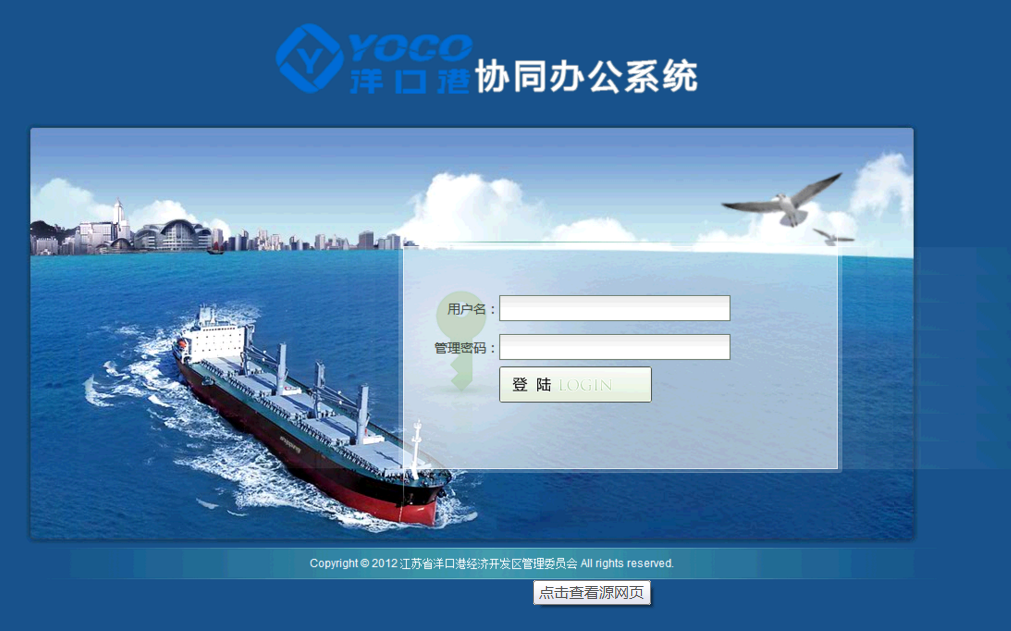 YOCO
洋口港
协同办公系统
用户名：
管理密码：
登 陆 LOGIN
Copyright © 2012 江苏省洋口港经济开发区管理委员会 All rights reserved.
点击查看源网页